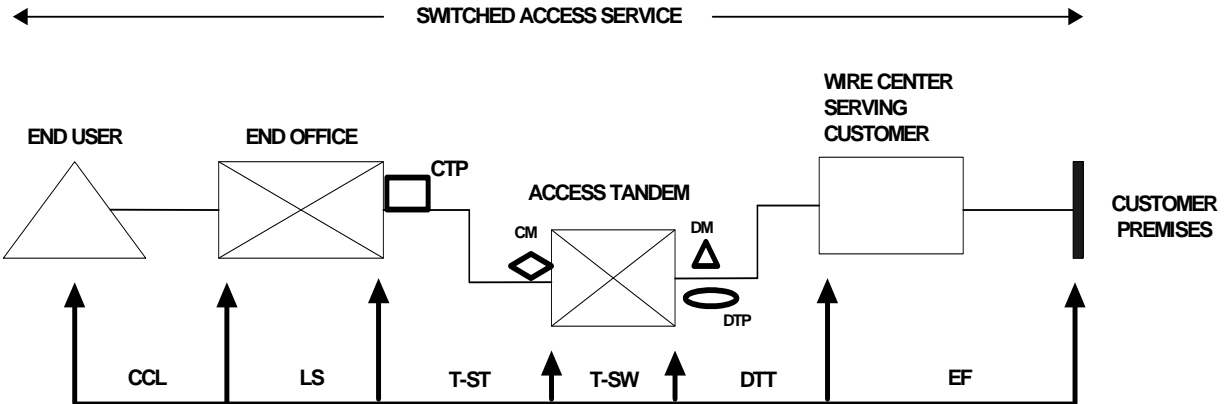 SWITCHED ACCESS SERVICE
WIRE CENTER
SERVING
CUSTOMER
END USER
END OFFICE
CTP
ACCESS TANDEM
CUSTOMER
PREMISES
CM
DM
DTP
CCL
LS
T-ST
T-SW
DTT
EF